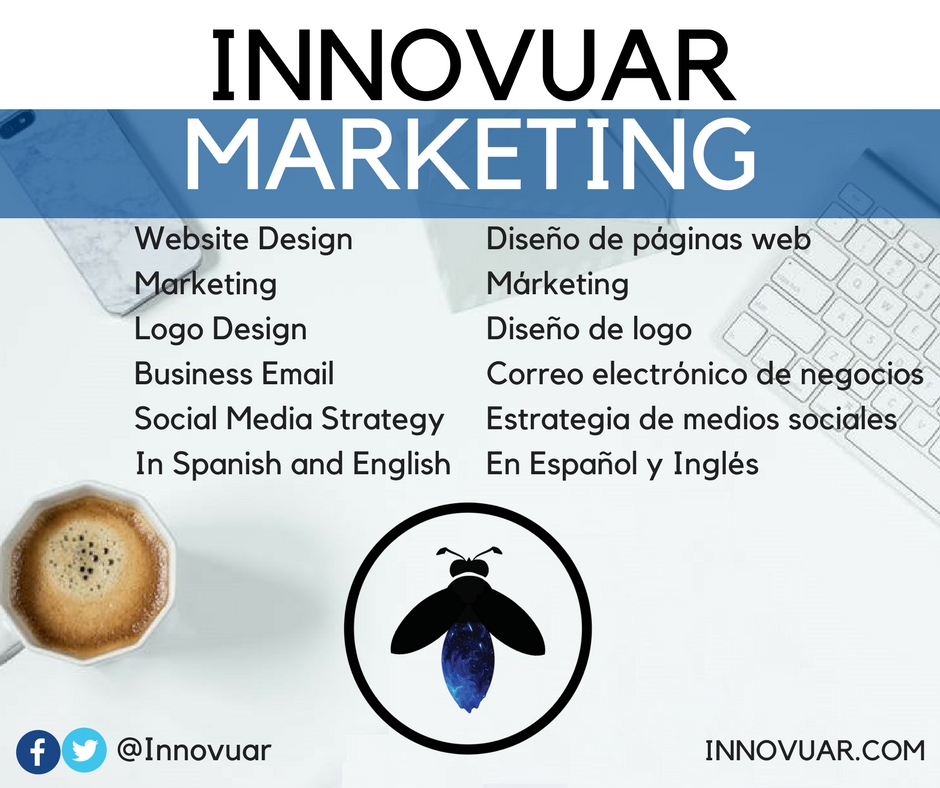 INNOVUAR
MARKETING
Website Design
Marketing
Logo Design
Business Email
Social Media Strategy
In Spanish and English
Diseño de páginas web
Márketing
Diseño de logo
Correo electrónico de negocios
Estrategia de medios sociales
En Español y Inglés
@Innovuar
INNOVUAR.COM